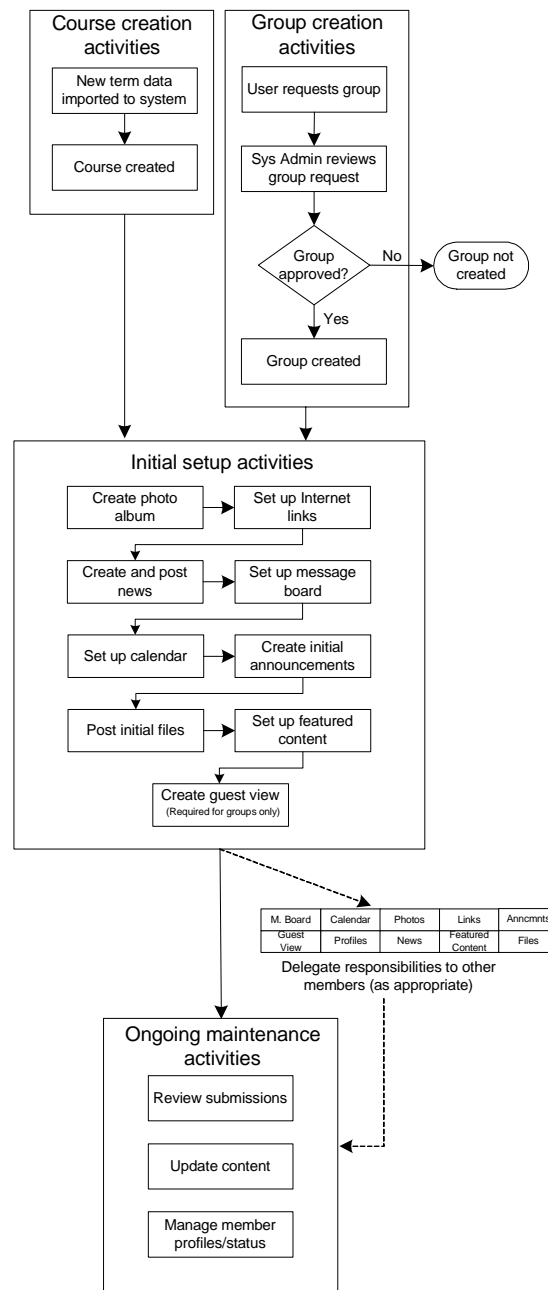 Course creation
activities
New term data
imported to system
Course created
Group creation
activities
User requests group
Sys Admin reviews
group request
Group
approved?
No
Group not
created
Yes
Group created
Initial setup activities
Create photo
album
Set up Internet
links
Create and post
news
Set up message
board
Set up calendar
Create initial
announcements
Post initial files
Set up featured
content
Create guest view
(Required for groups only)
M. Board
Calendar
Photos
Links
Anncmnts
Guest
View
Profiles
News
Featured
Content
Files
Delegate responsibilities to other
members (as appropriate)
Ongoing maintenance
activities
Review submissions
Update content
Manage member
profiles/status